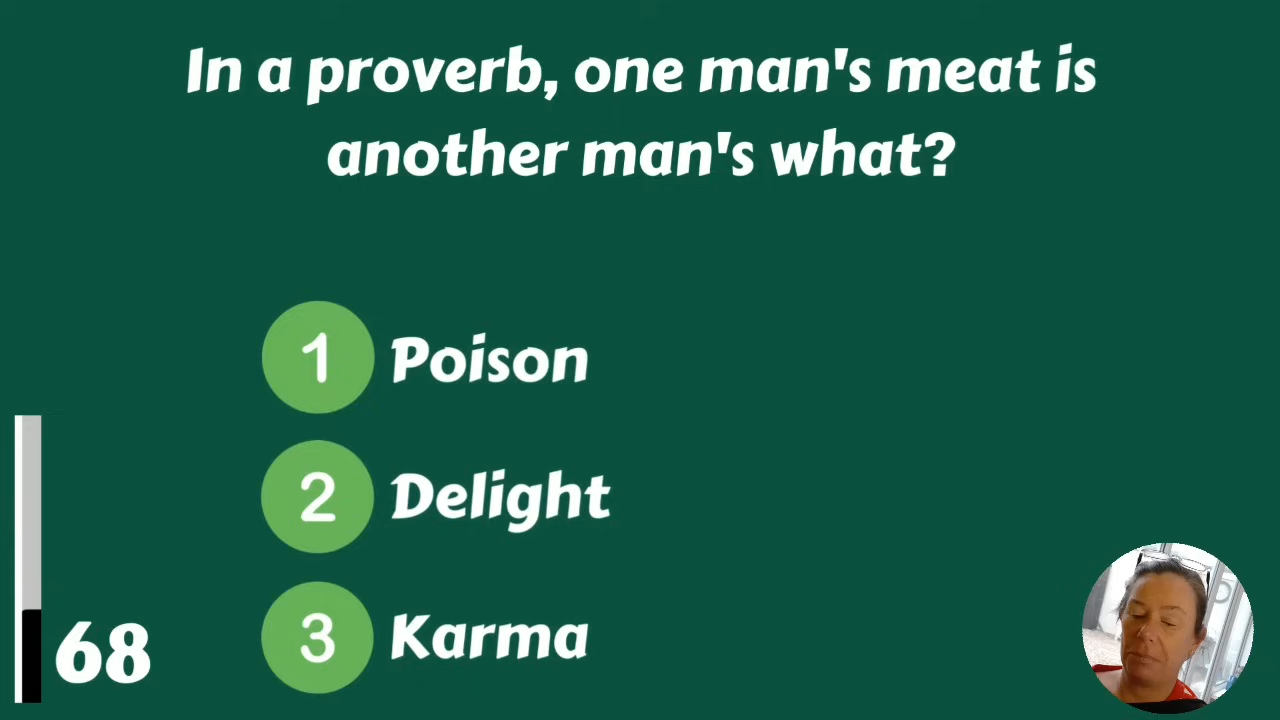 In a proverb, one man's meat is
another man's what?
1 Poison
2 Delight
3 Karma
68